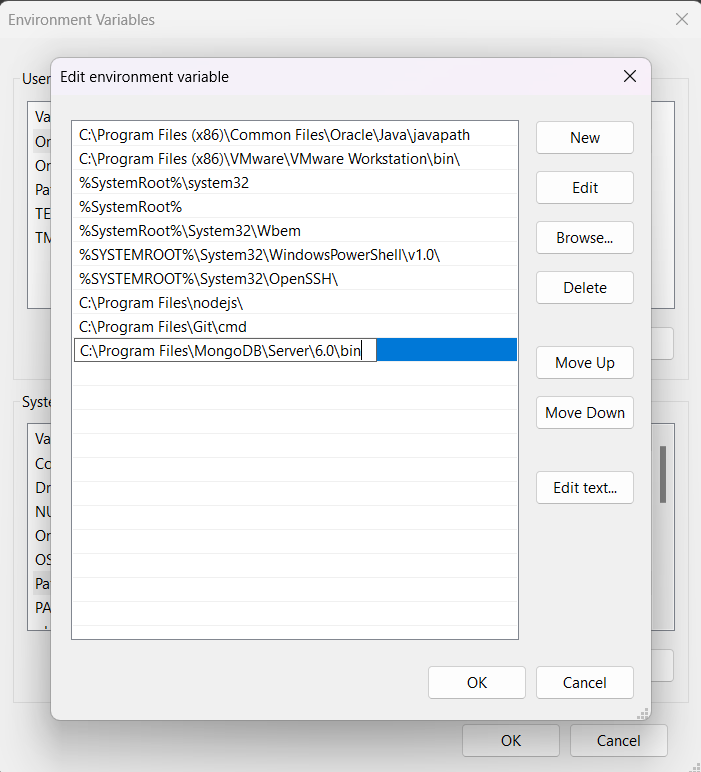 Environment Variables
Edit environment variable
User
Va
Or
Or
Pa
TE
TM
C:\Program Files (x86)\Common Files\Oracle\Java\javapath
C:\Program Files (x86)\VMware\VMware Workstation\bin\
%SystemRoot%\system32
%SystemRoot%
%SystemRoot%\System32\Wbem
%SYSTEMROOT%\System32\WindowsPowerShell\v1.0\
%SYSTEMROOT%\System32\OpenSSH\
C:\Program Files\nodejs\
C:\Program Files\Git\cmd
C:\Program Files\MongoDB\Server\6.0\bin
New
Edit
Browse...
Delete
Move Up
Move Down
Edit text...
Syste
Va
Co
Dr
NU
Or
OS
Pa
PA
OK
Cancel
OK
Cancel